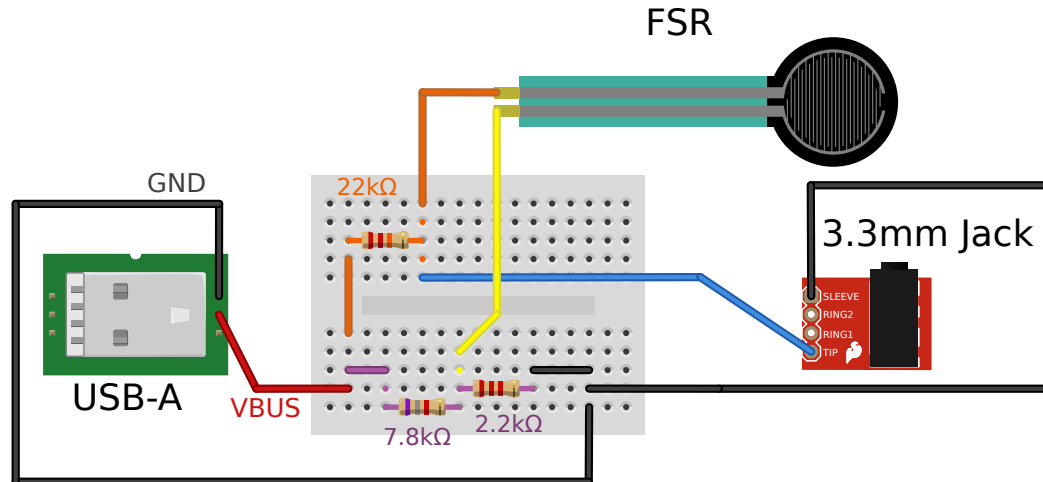 FSR
GND
22kΩ
3.3mm Jack
SLEEVE
RING2
RING1
TIP
USB-A
VBUS
7.8kΩ
2.2kΩ